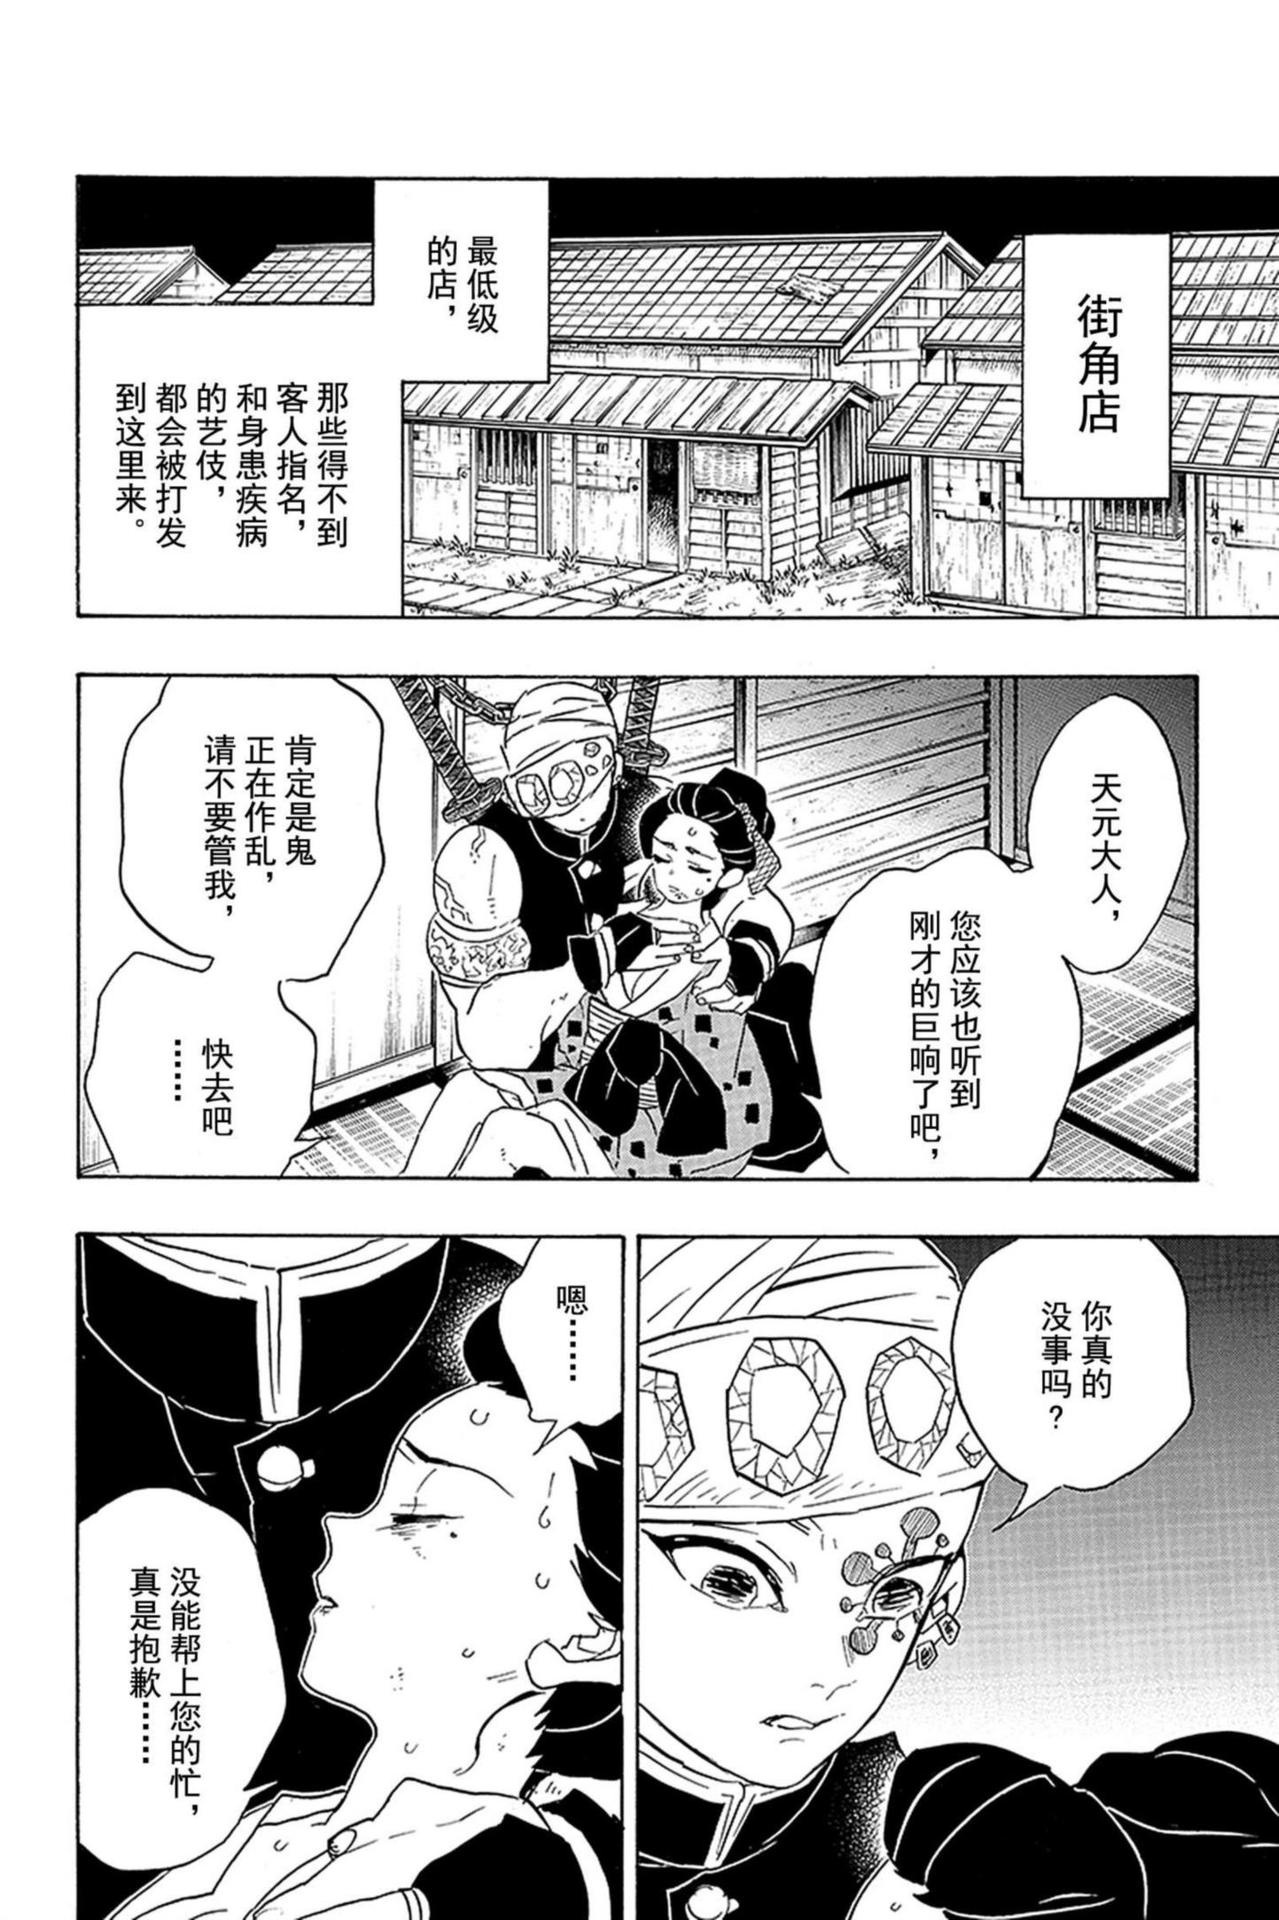 街角店
最低级
的店，
那些得不到
客人指名，
和身患疾病
的艺伎，
都会被打发
到这里来。
天元大人，
您应该也听到
刚才的巨响了吧，
肯定是鬼
正在作乱，
请不要管我，
快去吧
……
你真的
没事吗？
嗯……
没能帮上您的忙，
真是抱歉……